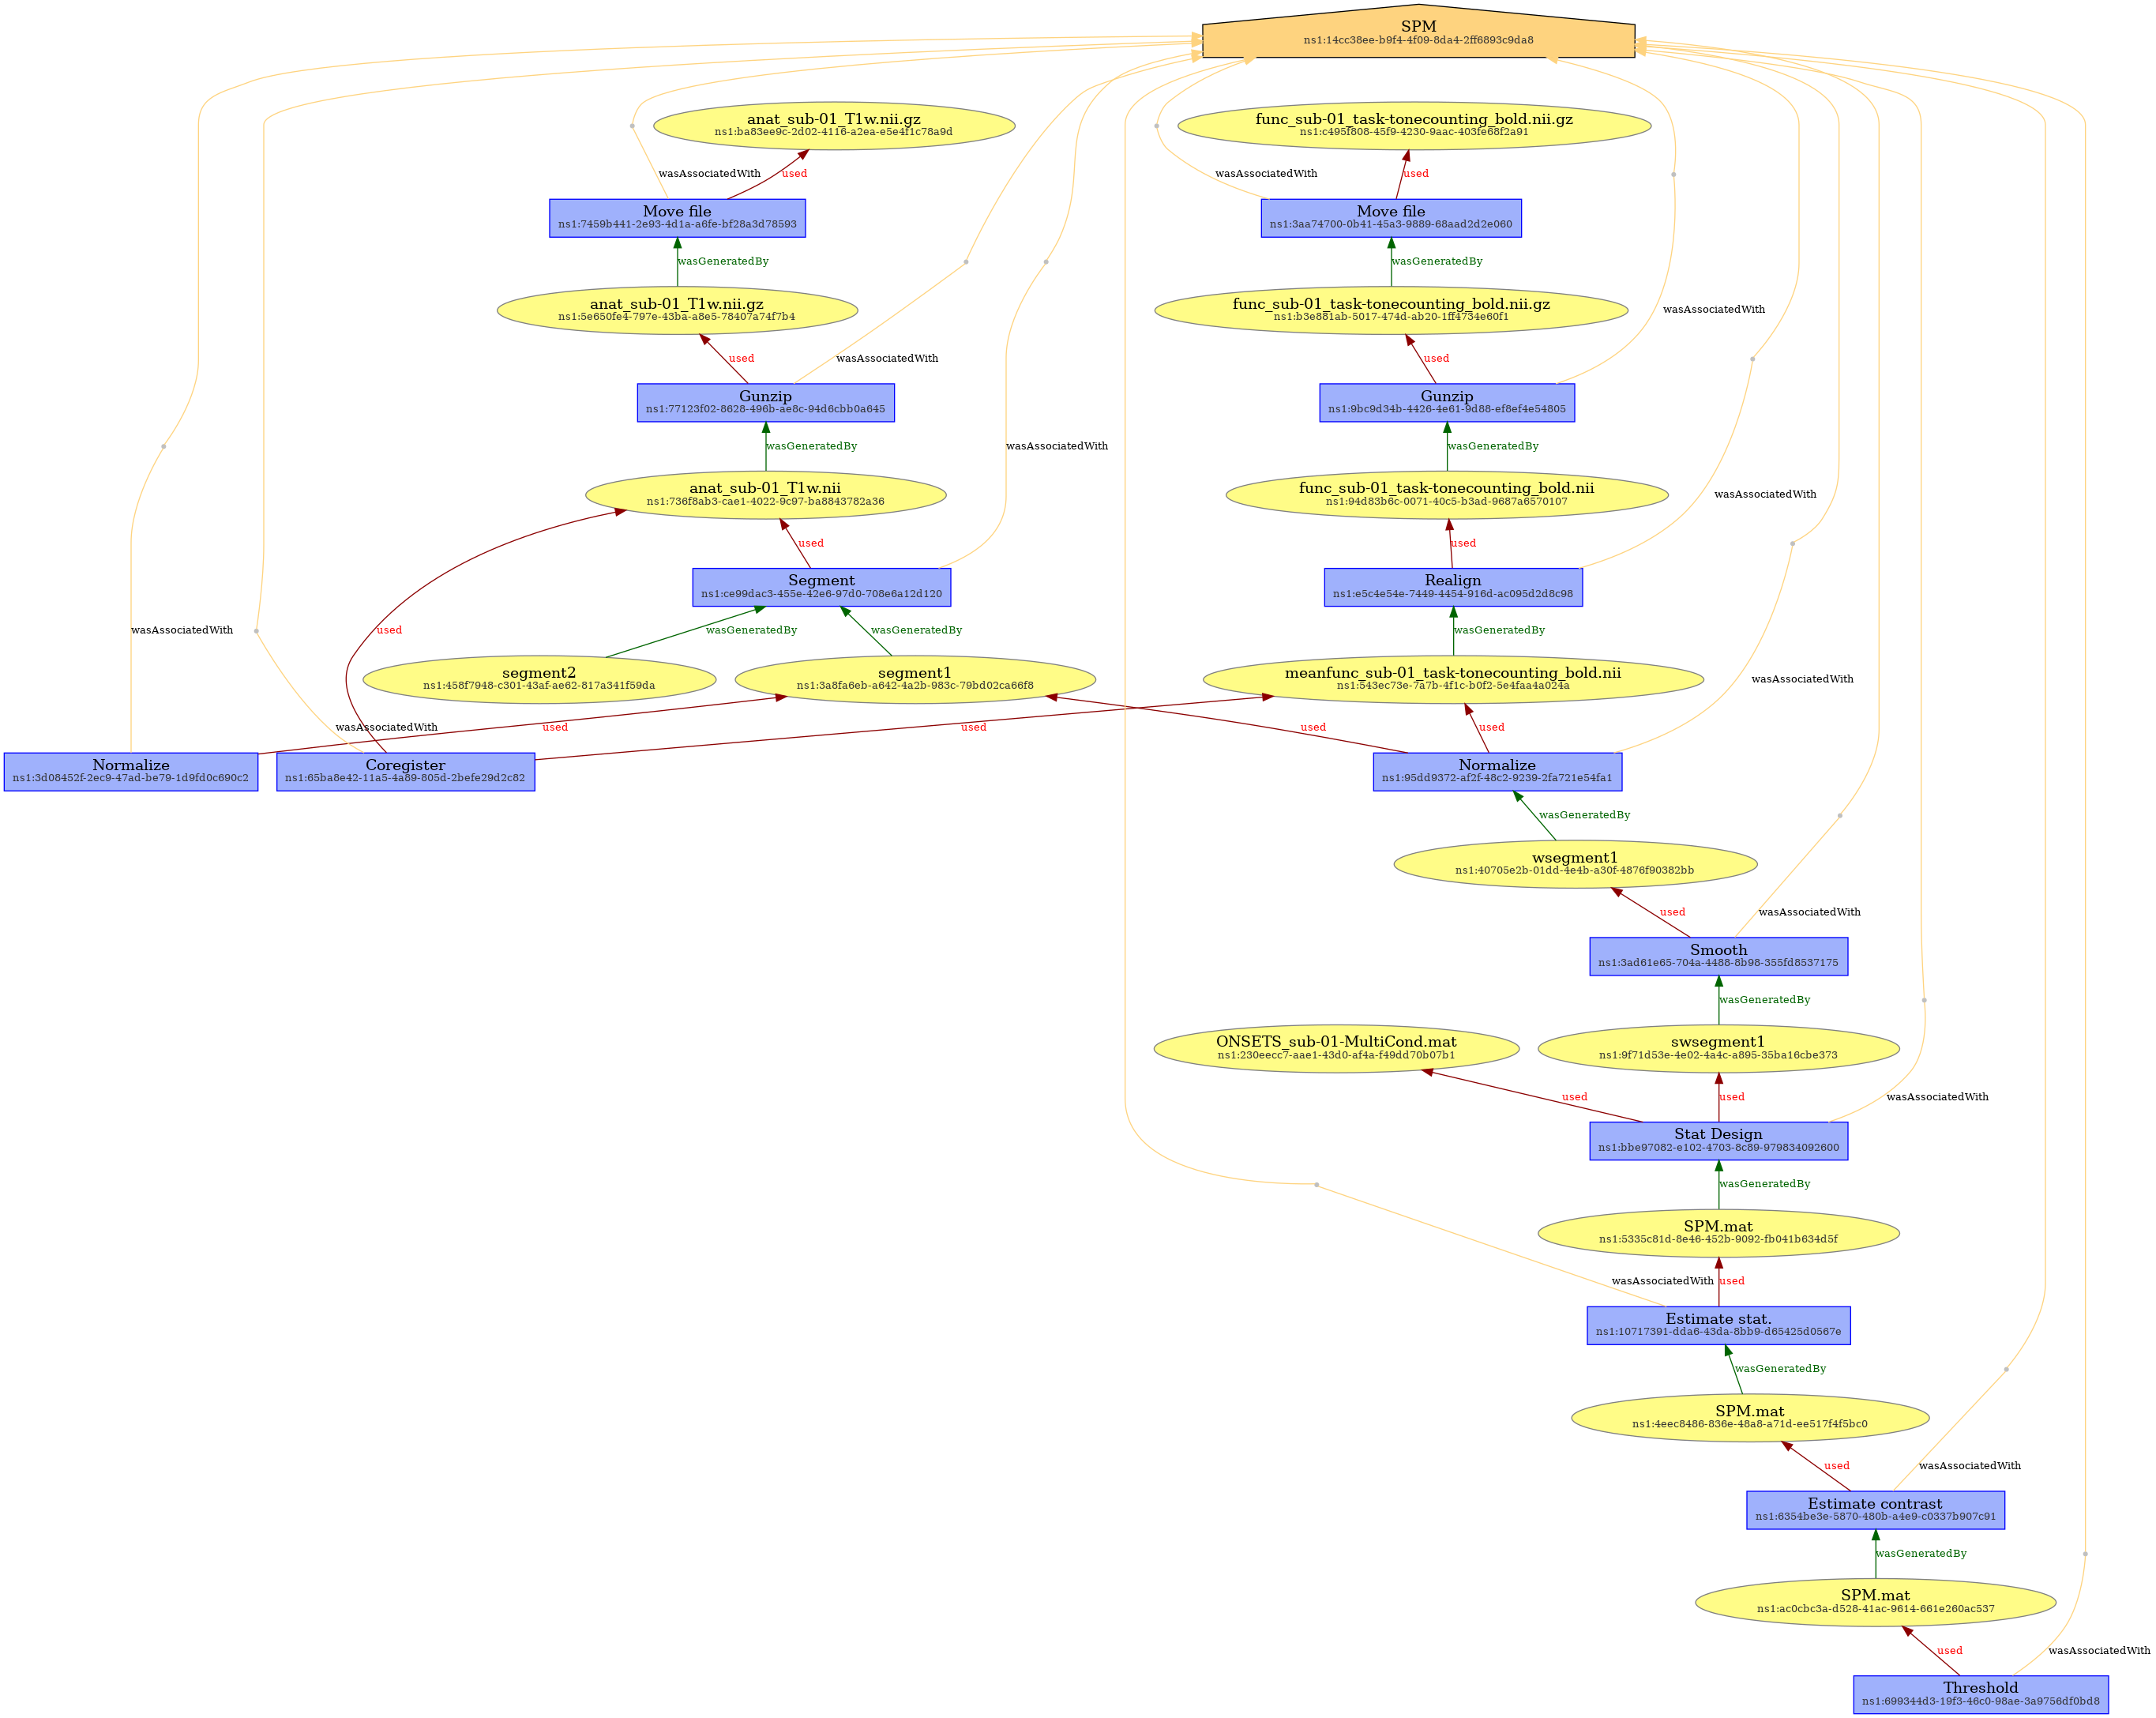 SPM
ns1:14cc38ee-b9f4-4f09-8da4-2ff6893c9da8
anat_sub-01_T1w.nii.gz
ns1:ba83ee9c-2d02-4116-a2ea-e5e4f1c78a9d
func_sub-01_task-tonecounting_bold.nii.gz
ns1:c495f808-45f9-4230-9aac-403fe68f2a91
wasAssociatedWith
used
wasAssociatedWith
used
Move file
ns1:7459b441-2e93-4d1a-a6fe-bf28a3d78593
Move file
ns1:3aa74700-0b41-45a3-9889-68aad2d2e060
wasGeneratedBy
wasGeneratedBy
anat_sub-01_T1w.nii.gz
ns1:5e650fe4-797e-43ba-a8e5-78407a74f7b4
func_sub-01_task-tonecounting_bold.nii.gz
ns1:b3e881ab-5017-474d-ab20-1ff4734e60f1
wasAssociatedWith
used
wasAssociatedWith
used
Gunzip
ns1:77123f02-8628-496b-ae8c-94d6cbb0a645
Gunzip
ns1:9bc9d34b-4426-4e61-9d88-ef8ef4e54805
wasGeneratedBy
wasAssociatedWith
wasGeneratedBy
anat_sub-01_T1w.nii
ns1:736f8ab3-cae1-4022-9c97-ba8843782a36
func_sub-01_task-tonecounting_bold.nii
ns1:94d83b6c-0071-40c5-b3ad-9687a6570107
wasAssociatedWith
used
used
Segment
ns1:ce99dac3-455e-42e6-97d0-708e6a12d120
Realign
ns1:e5c4e54e-7449-4454-916d-ac095d2d8c98
wasAssociatedWith
used
wasGeneratedBy
wasGeneratedBy
wasGeneratedBy
segment2
ns1:458f7948-c301-43af-ae62-817a341f59da
segment1
ns1:3a8fa6eb-a642-4a2b-983c-79bd02ca66f8
meanfunc_sub-01_task-tonecounting_bold.nii
ns1:543ec73e-7a7b-4f1c-b0f2-5e4faa4a024a
wasAssociatedWith
wasAssociatedWith
used
used
used
used
Normalize
ns1:3d08452f-2ec9-47ad-be79-1d9fd0c690c2
Coregister
ns1:65ba8e42-11a5-4a89-805d-2befe29d2c82
Normalize
ns1:95dd9372-af2f-48c2-9239-2fa721e54fa1
wasGeneratedBy
wsegment1
ns1:40705e2b-01dd-4e4b-a30f-4876f90382bb
used
wasAssociatedWith
Smooth
ns1:3ad61e65-704a-4488-8b98-355fd8537175
wasGeneratedBy
ONSETS_sub-01-MultiCond.mat
ns1:230eecc7-aae1-43d0-af4a-f49dd70b07b1
swsegment1
ns1:9f71d53e-4e02-4a4c-a895-35ba16cbe373
used
used
wasAssociatedWith
Stat Design
ns1:bbe97082-e102-4703-8c89-979834092600
wasGeneratedBy
SPM.mat
ns1:5335c81d-8e46-452b-9092-fb041b634d5f
wasAssociatedWith
used
Estimate stat.
ns1:10717391-dda6-43da-8bb9-d65425d0567e
wasGeneratedBy
SPM.mat
ns1:4eec8486-836e-48a8-a71d-ee517f4f5bc0
used
wasAssociatedWith
Estimate contrast
ns1:6354be3e-5870-480b-a4e9-c0337b907c91
wasGeneratedBy
SPM.mat
ns1:ac0cbc3a-d528-41ac-9614-661e260ac537
used
wasAssociatedWith
Threshold
ns1:699344d3-19f3-46c0-98ae-3a9756df0bd8